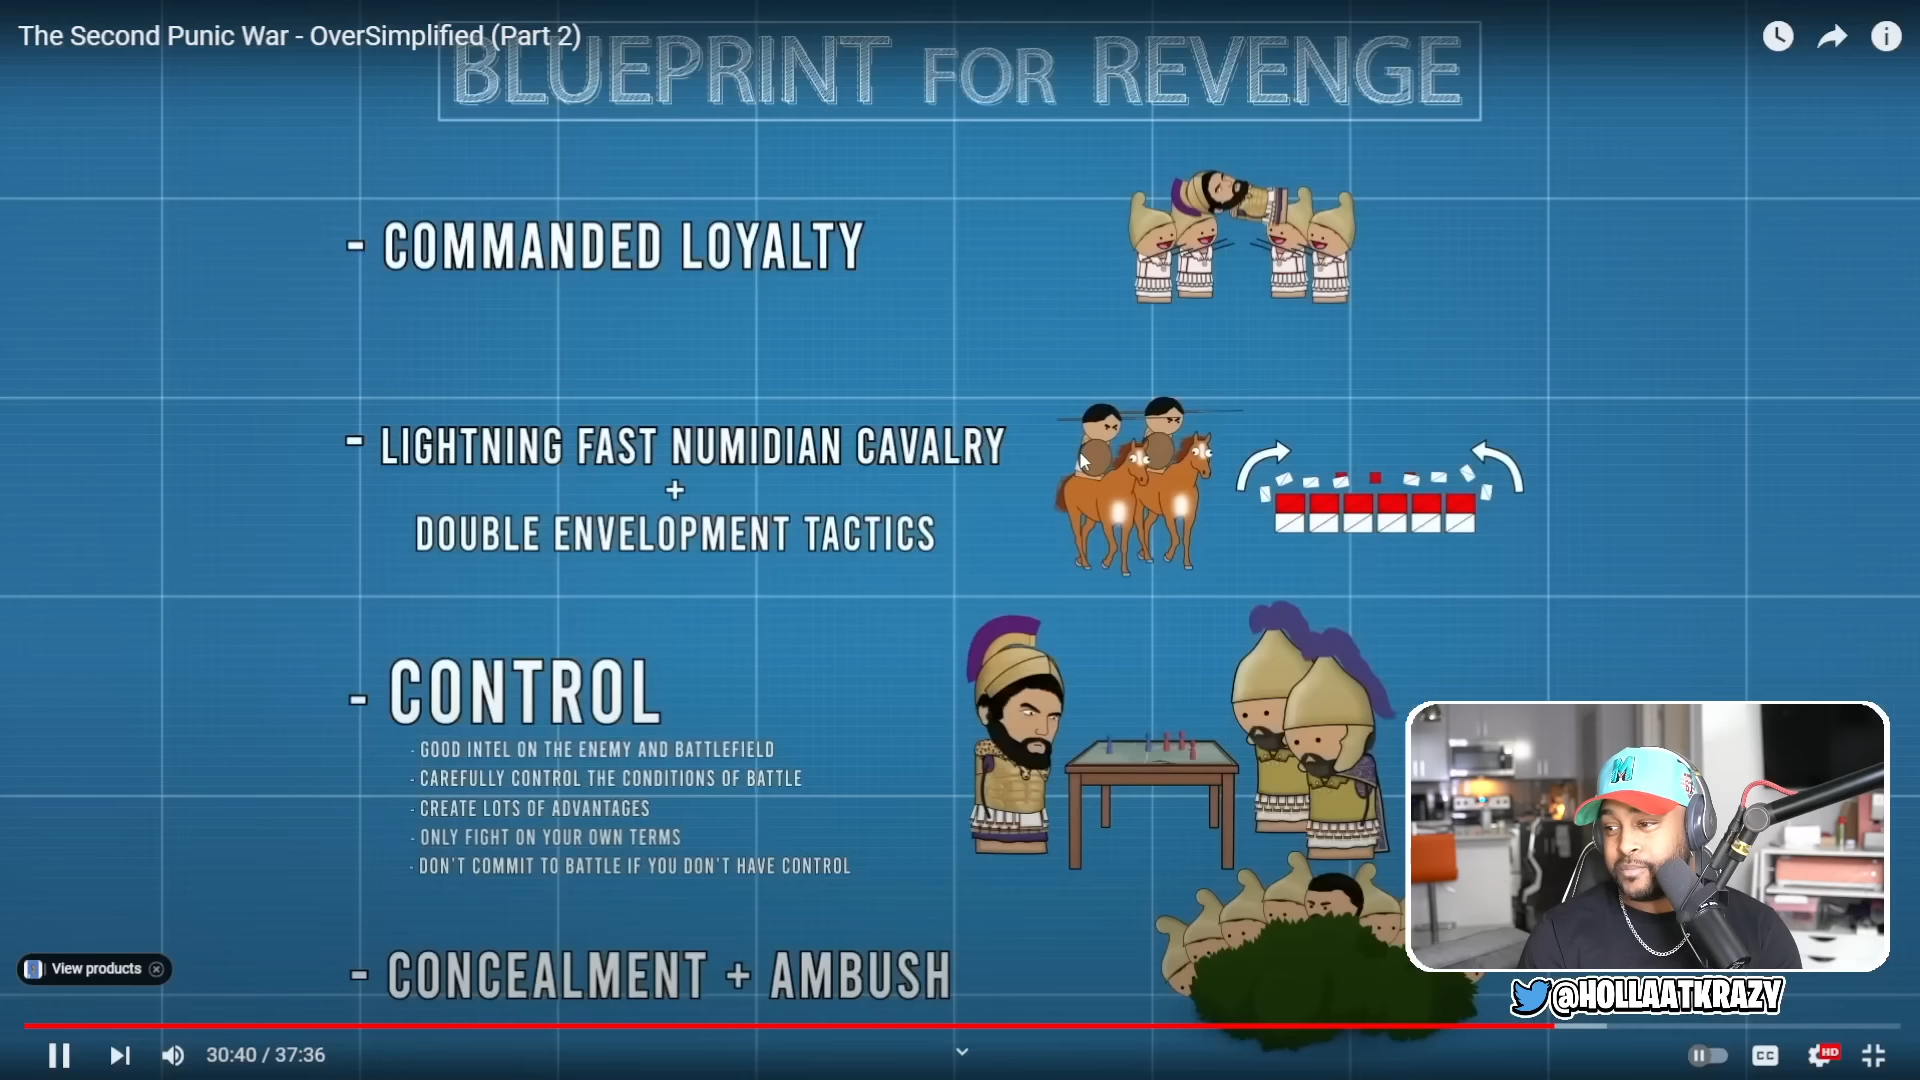 The Second Punic War - OverSimplified (Part 2)
BLUEPRINT FOR REVENGE
- COMMANDED LOYALTY
- LIGHTNING FAST NUMIDIAN CAVALRY
+
DOUBLE ENVELOPMENT TACTICS
- CONTROL
- GOOD INTEL ON THE ENEMY AND BATTLEFIELD
- CAREFULLY CONTROL THE CONDITIONS OF BATTLE
- CREATE LOTS OF ADVANTAGES
- ONLY FIGHT ON YOUR OWN TERMS
- DON'T COMMIT TO BATTLE IF YOU DON'T HAVE CONTROL
- CONCEALMENT + AMBUSH
M
View products
@HOLLAATKRAZY
30:40 / 37:36
CC
HD